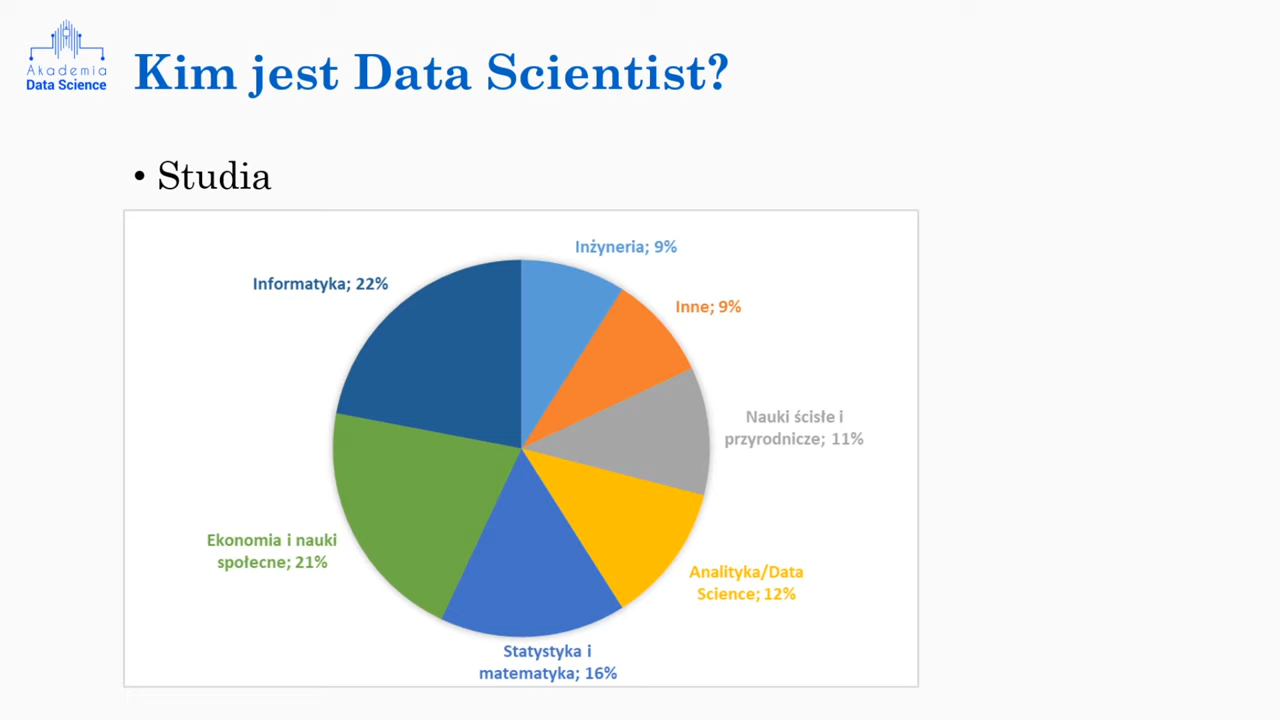 Akademia
Data Science
Kim jest Data Scientist?
• Studia
Inżyneria; 9%
Informatyka; 22%
Inne; 9%
Nauki ścisłe i
przyrodnicze; 11%
Ekonomia i nauki
społecne; 21%
Analityka/Data
Science; 12%
Statystyka i
matematyka; 16%